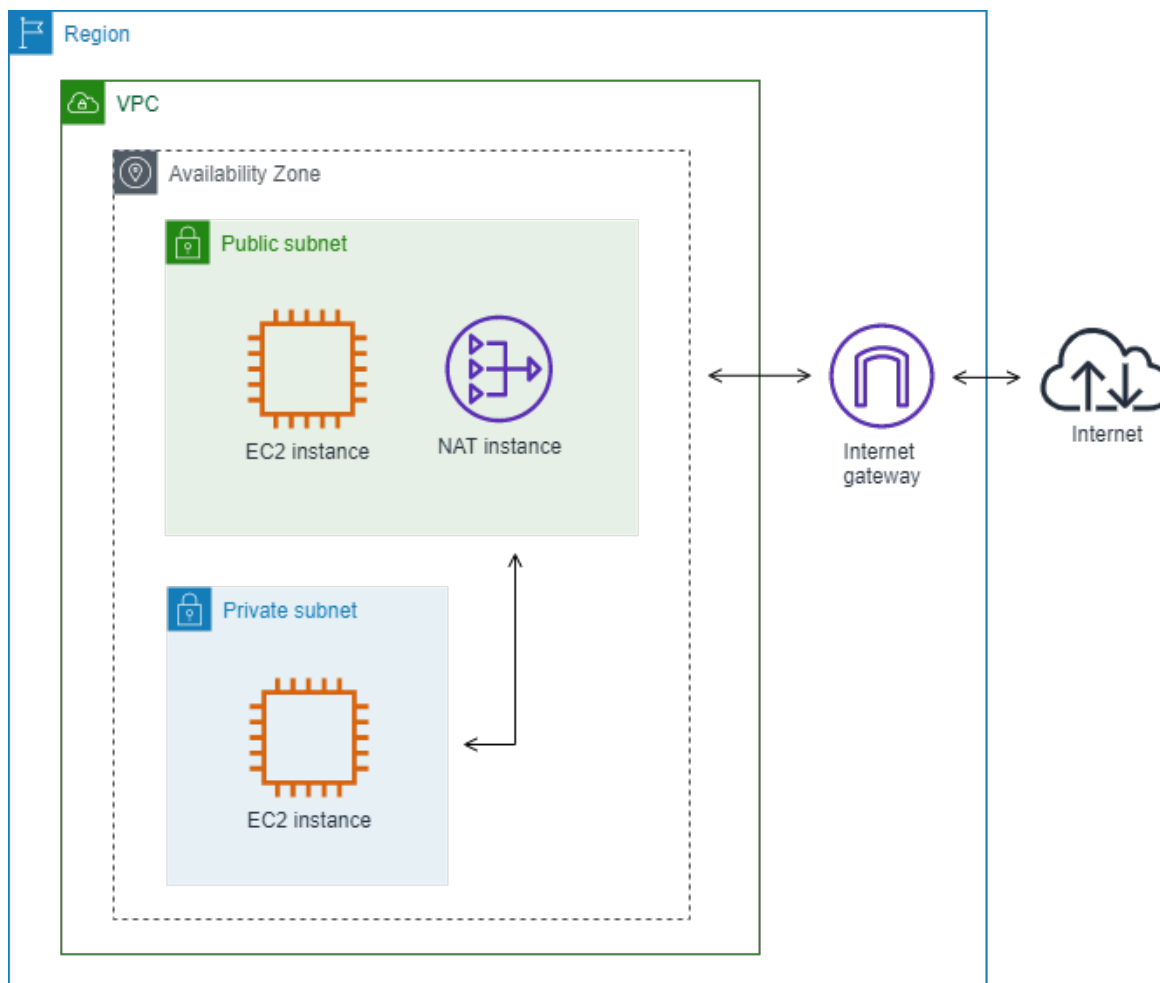 Region
VPC
Availability Zone
Public subnet
EC2 instance
NAT instance
Internet
gateway
Internet
Private subnet
EC2 instance